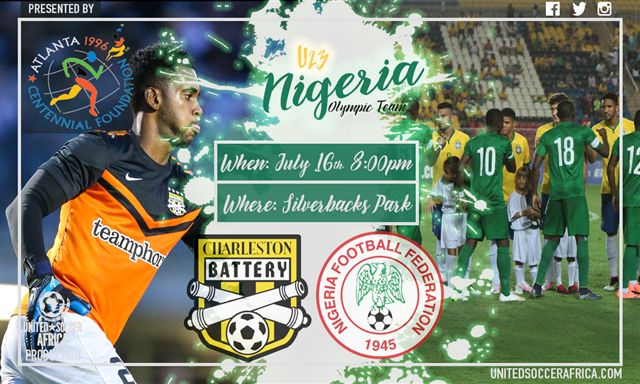 PRESENTED BY
ATLANTA 1996
CENTENNIAL FOUNDATION
U23
Nigeria
Olympic Team
When: July 16th, 8:00pm
Where: Silverbacks Park
teamphor
CHARLESTON
BATTERY
NIGERIA FOOTBALL FEDERATION
1945
10
18
12
UNITED SOCCER
AFRICA
PRODUCTION
UNITEDSOCCERAFRICA.COM